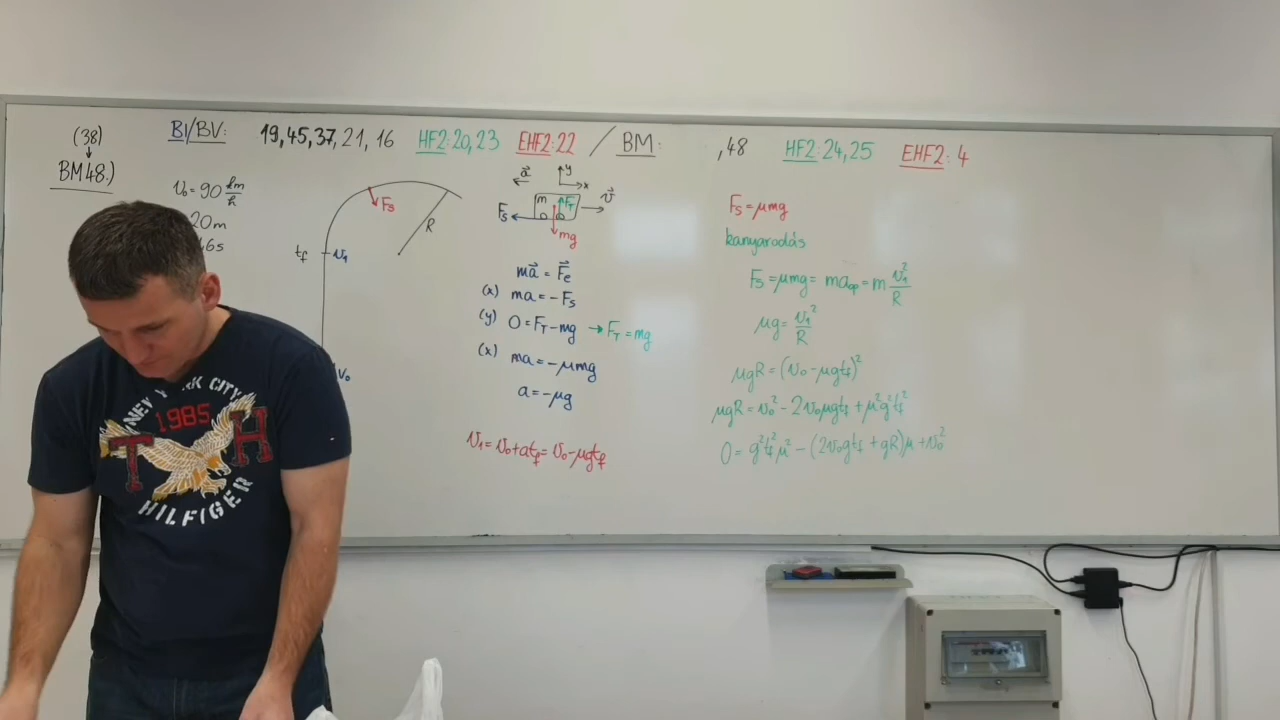 (38)
↓
BM48.)
BI/BV: 19,45,37,21,16 HF2:20,23 EHF2:22 / BM: ,48 HF2:24,25 EHF2: 4
v₀=90 km/h
20m
6s
t_f
v₁
v₀
F_s
R
a⃗
y
x
v⃗
m
F_T
F_s
mg
ma⃗ = F⃗e
(x) ma = -F_s
(y) 0 = F_T - mg → F_T = mg
(x) ma = -μmg
a = -μg
v₁ = v₀ + at_f = v₀ - μgt_f
F_s = μmg
kanyarodás
F_s = μmg = ma_cp = m v₁²/R
μg = v₁²/R
μgR = (v₀ - μgt_f)²
μgR = v₀² - 2v₀μgt_f + μ²g²t_f²
0 = g²t_f²μ² - (2v₀gt_f + gR)μ + v₀²
NEW YORK CITY
1985
T H
HILFIGER